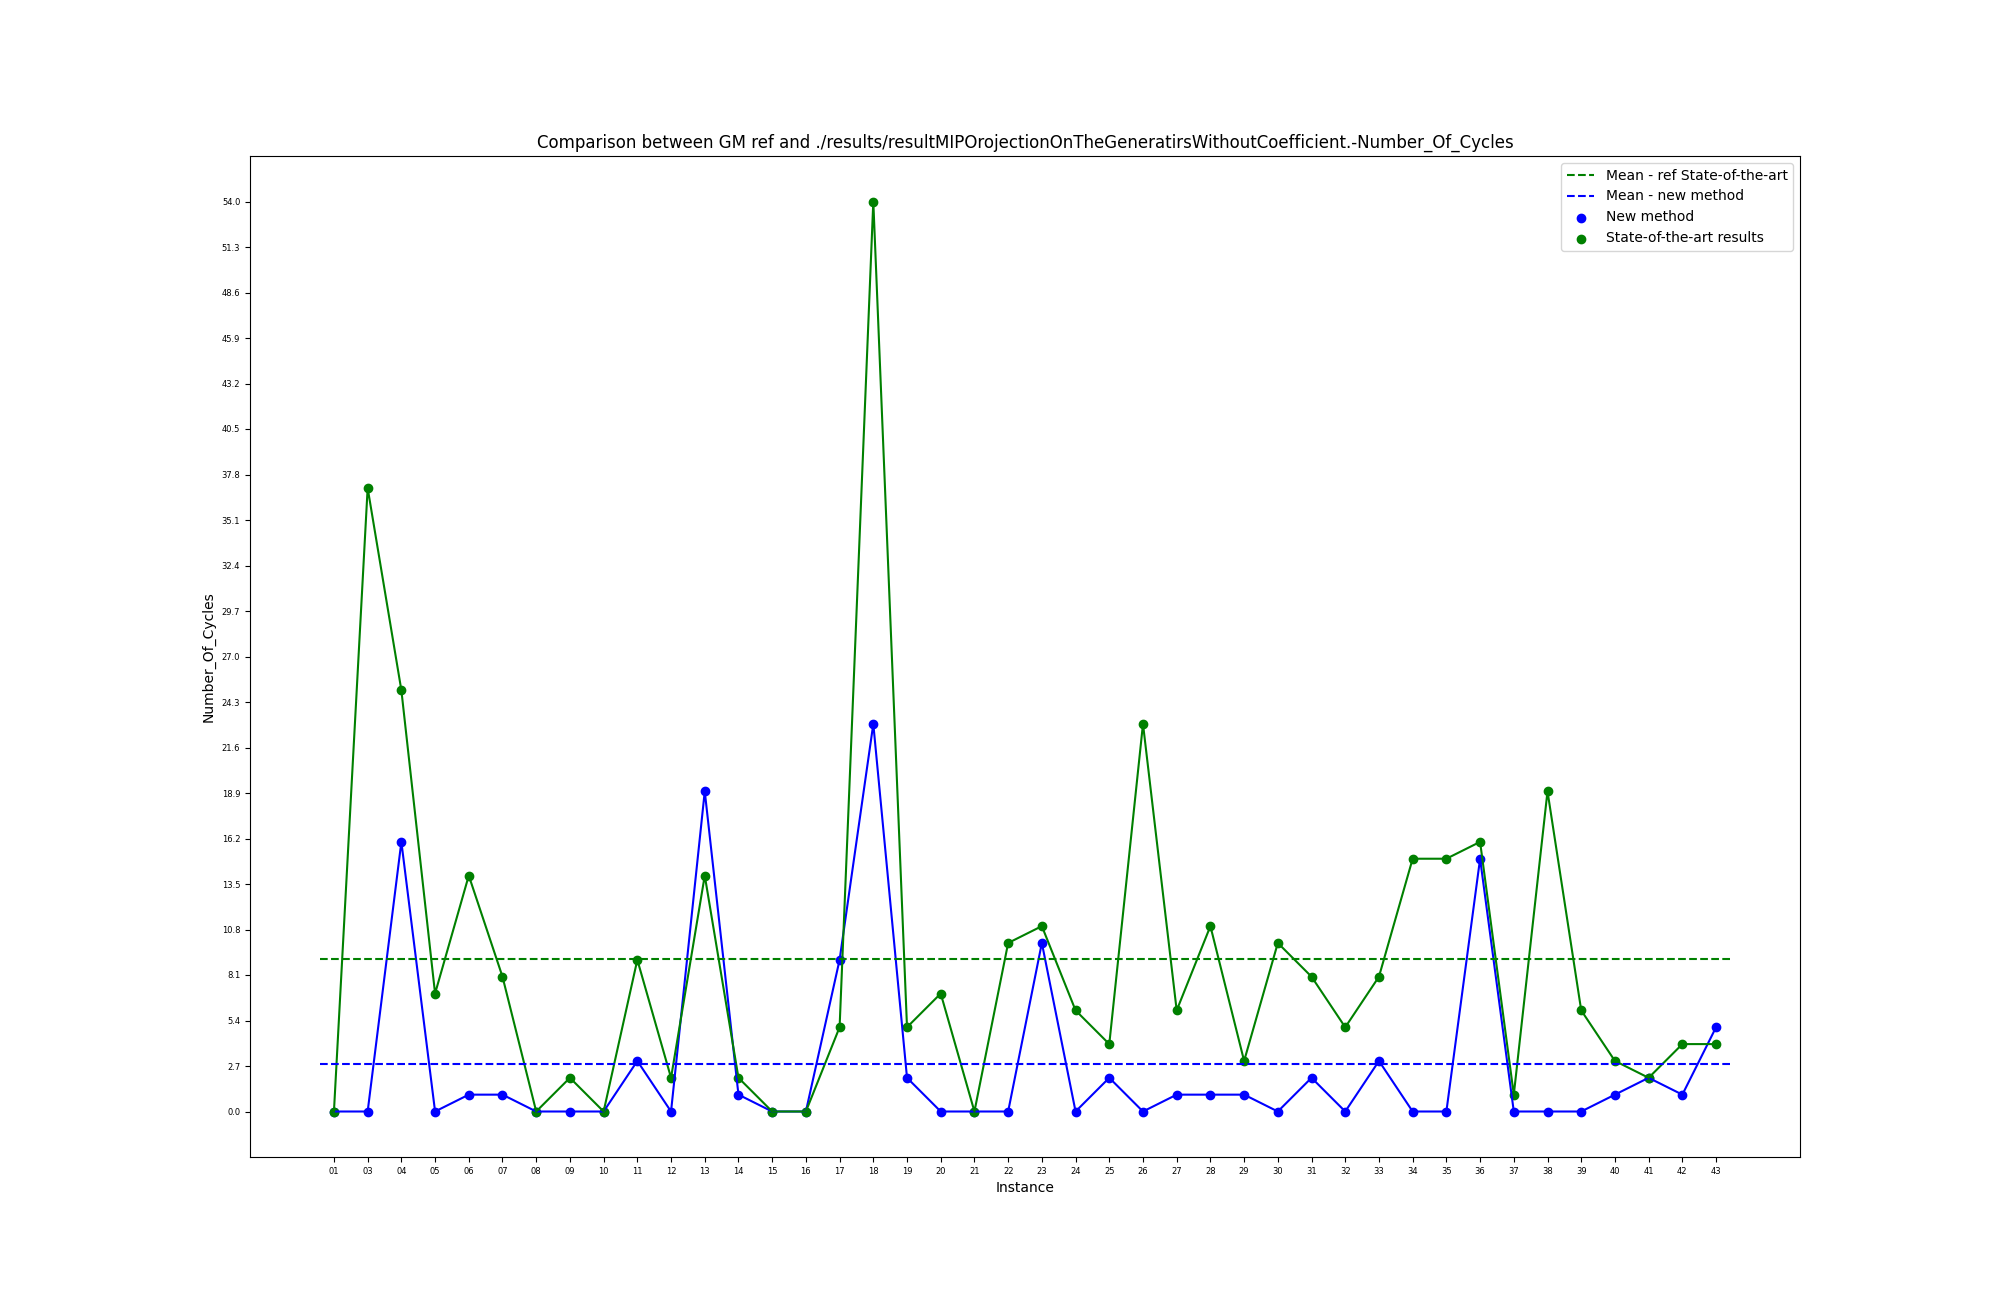 Comparison between GM ref and ./results/resultMIPOrojectionOnTheGeneratirsWithoutCoefficient.-Number_Of_Cycles
Mean - ref State-of-the-art
Mean - new method
New method
State-of-the-art results
54.0
51.3
48.6
45.9
43.2
40.5
37.8
35.1
32.4
29.7
27.0
24.3
21.6
18.9
16.2
13.5
10.8
8.1
5.4
2.7
0.0
Number_Of_Cycles
01 03 04 05 06 07 08 09 10 11 12 13 14 15 16 17 18 19 20 21 22 23 24 25 26 27 28 29 30 31 32 33 34 35 36 37 38 39 40 41 42 43
Instance